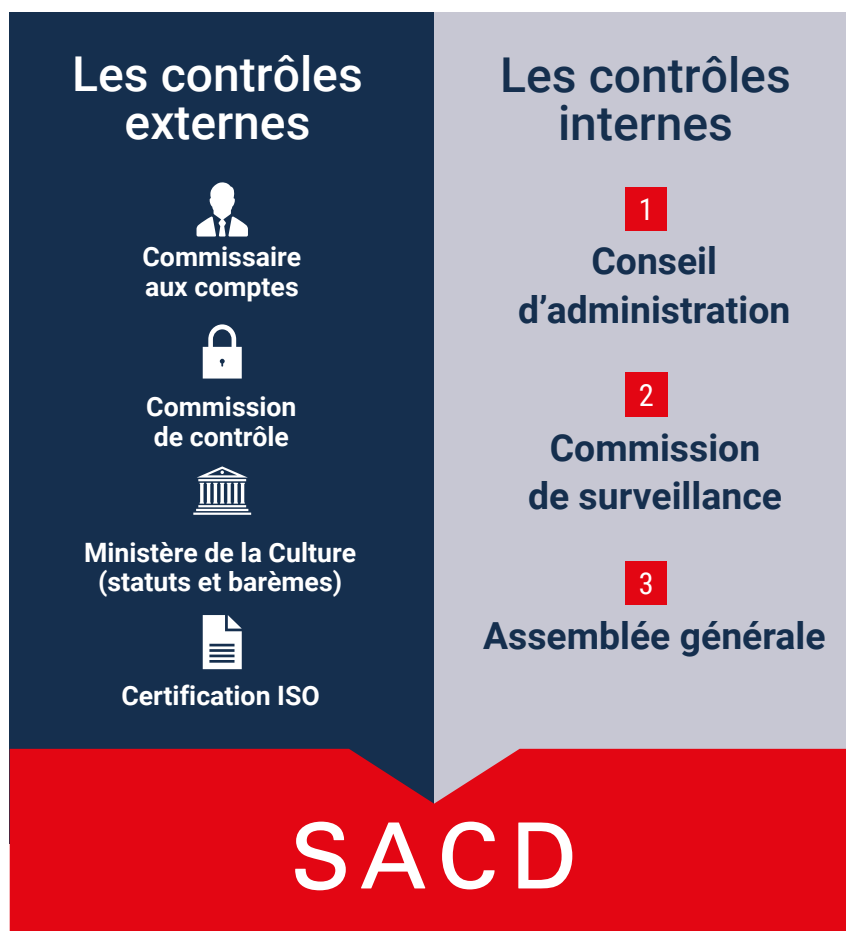 Les contrôles
externes
Commissaire
aux comptes
Commission
de contrôle
Ministère de la Culture
(statuts et barèmes)
Certification ISO
Les contrôles
internes
1
Conseil
d’administration
2
Commission
de surveillance
3
Assemblée générale
SACD